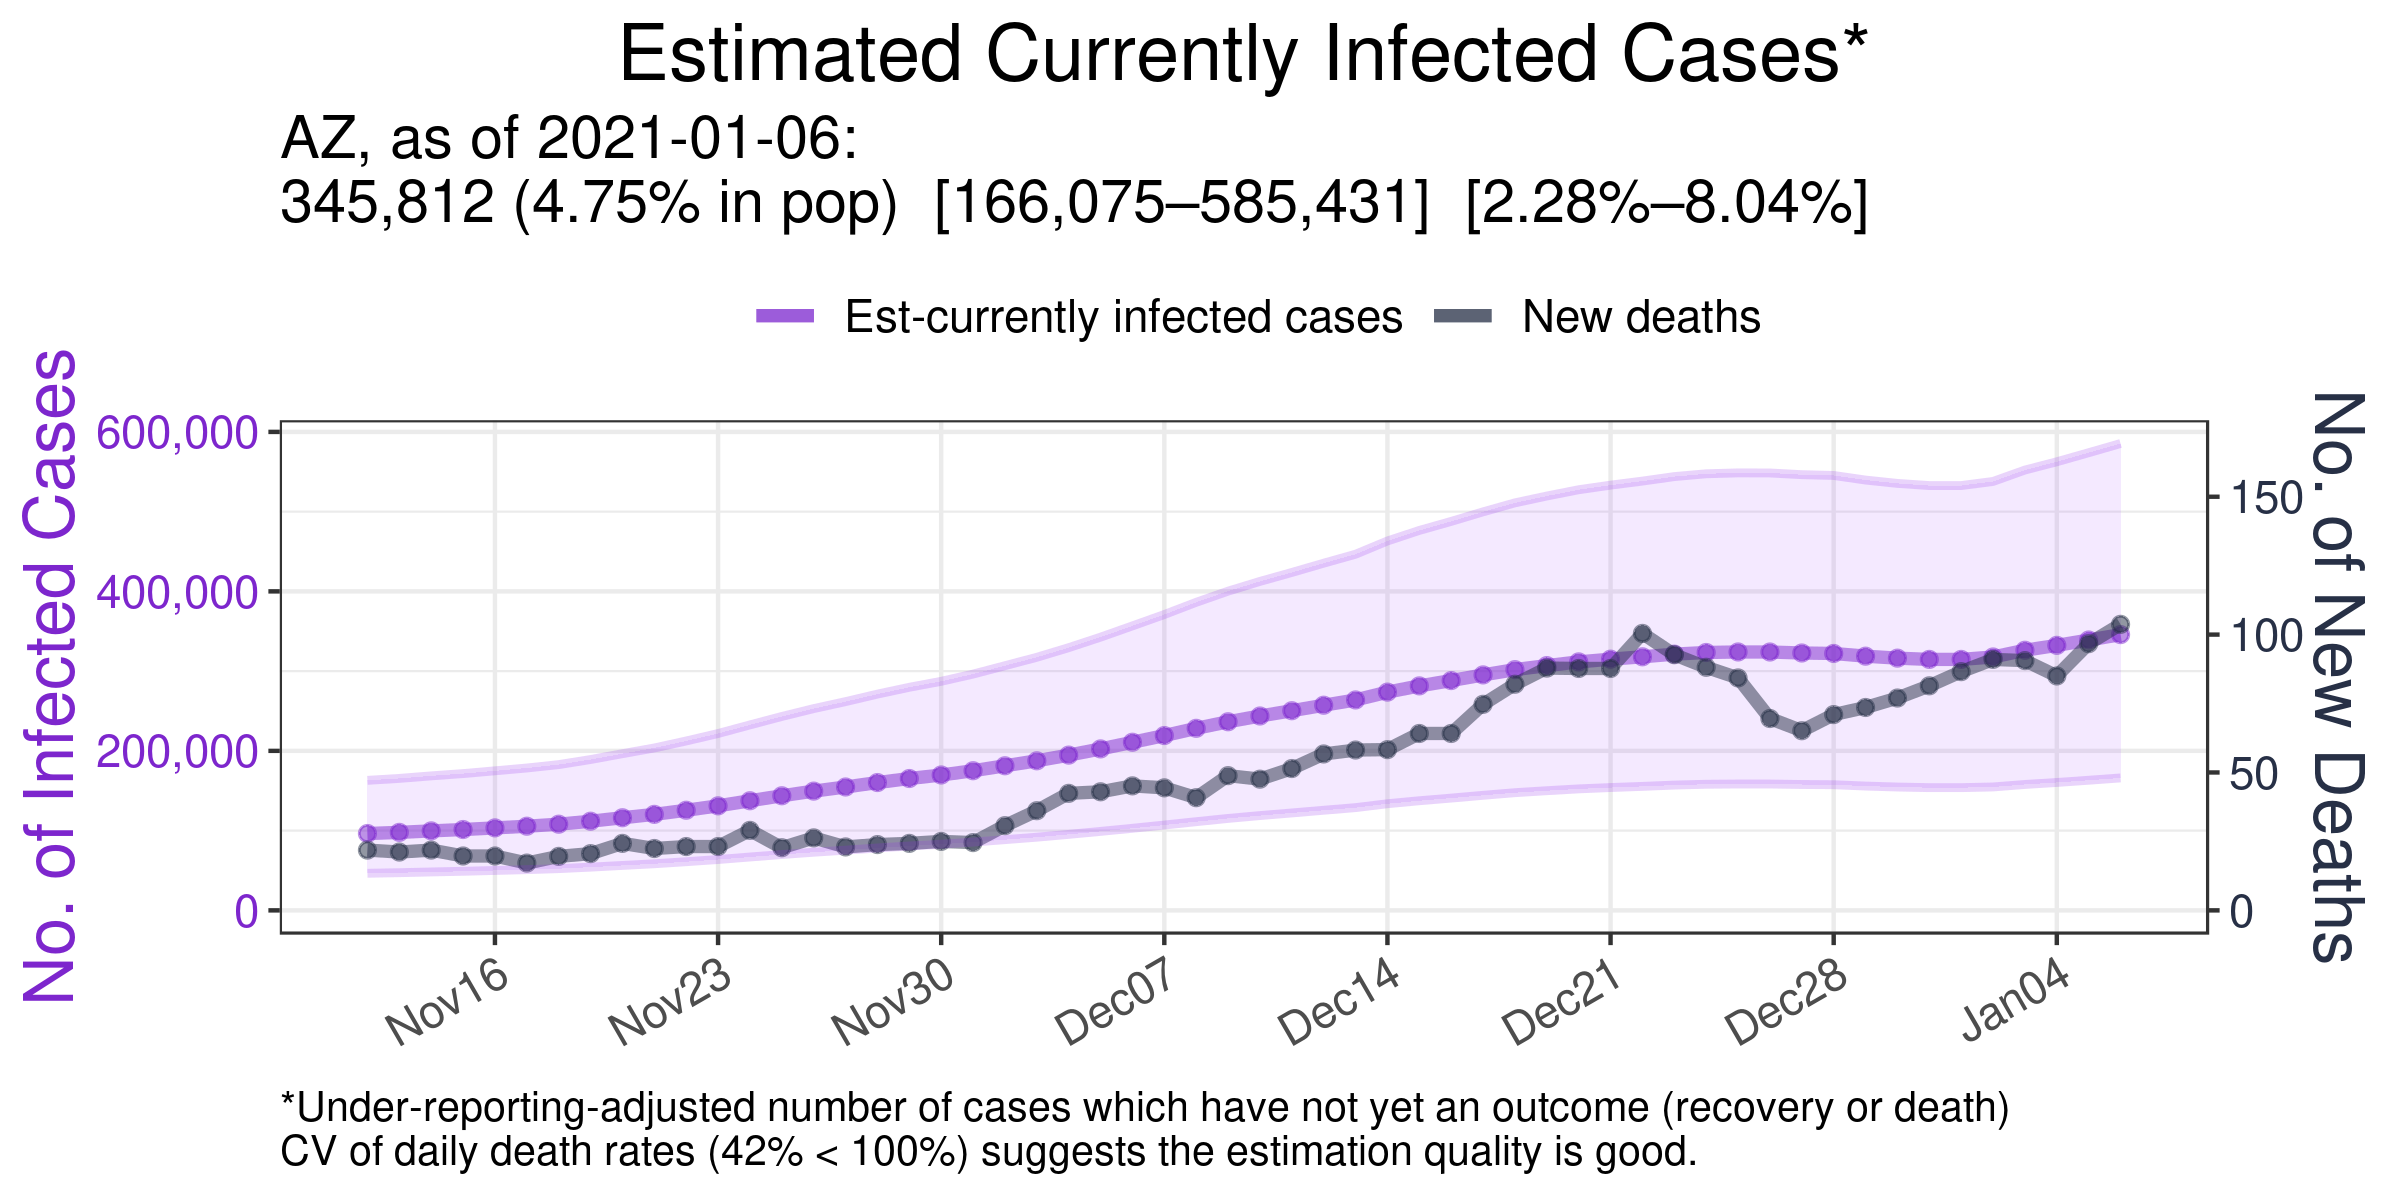 Estimated Currently Infected Cases*
AZ, as of 2021-01-06:
345,812 (4.75% in pop)  [166,075–585,431]  [2.28%–8.04%]
Est-currently infected cases
New deaths
No. of Infected Cases
600,000
400,000
200,000
0
No. of New Deaths
150
100
50
0
Nov16
Nov23
Nov30
Dec07
Dec14
Dec21
Dec28
Jan04
*Under-reporting-adjusted number of cases which have not yet an outcome (recovery or death)
CV of daily death rates (42% < 100%) suggests the estimation quality is good.